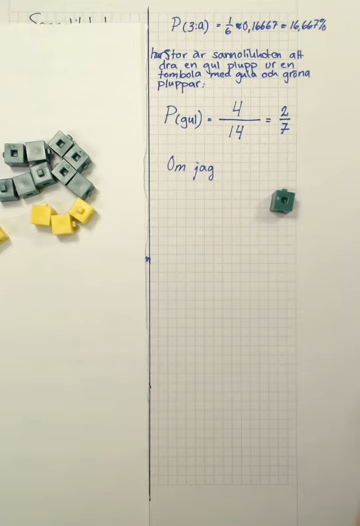 P(3:a) = 1/6 ≈ 0,16667 = 16,667%
hur stor är sannolikheten att
dra en gul plupp ur en
tombola med gula och gröna
pluppar:
P(gul) = 4/14 = 2/7
Om jag